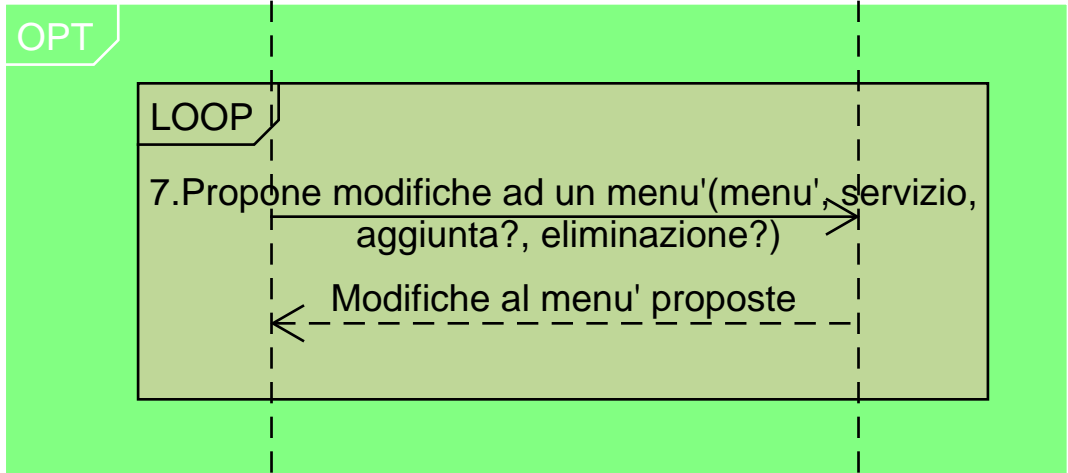 OPT
LOOP
7.Propone modifiche ad un menu'(menu', servizio,
aggiunta?, eliminazione?)
Modifiche al menu' proposte